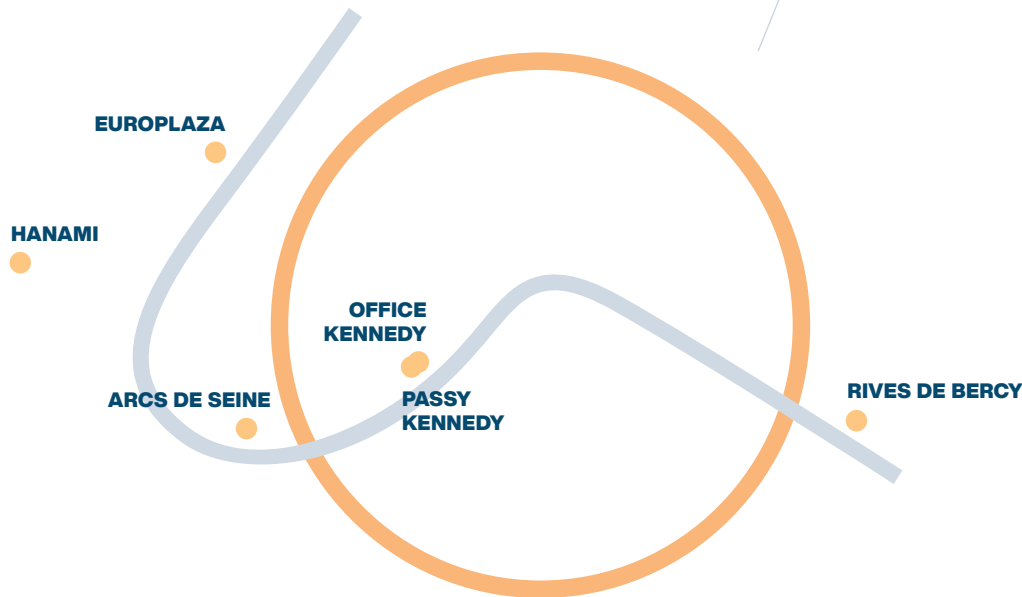 EUROPLAZA
HANAMI
OFFICE
KENNEDY
ARCS DE SEINE
PASSY
KENNEDY
RIVES DE BERCY